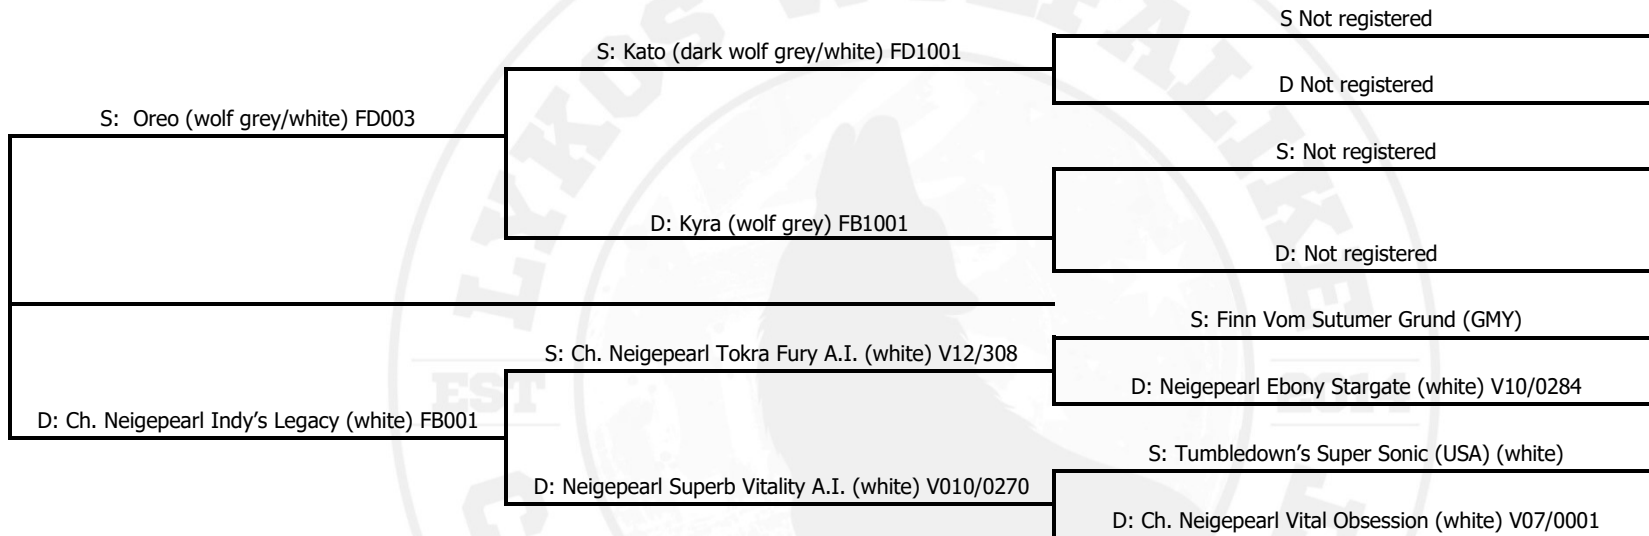 S Not registered
S: Kato (dark wolf grey/white) FD1001
D Not registered
S: Oreo (wolf grey/white) FD003
S: Not registered
D: Kyra (wolf grey) FB1001
D: Not registered
S: Finn Vom Sutumer Grund (GMY)
S: Ch. Neigepearl Tokra Fury A.I. (white) V12/308
D: Neigepearl Ebony Stargate (white) V10/0284
D: Ch. Neigepearl Indy’s Legacy (white) FB001
S: Tumbledown’s Super Sonic (USA) (white)
D: Neigepearl Superb Vitality A.I. (white) V010/0270
D: Ch. Neigepearl Vital Obsession (white) V07/0001
LYKOS
EST